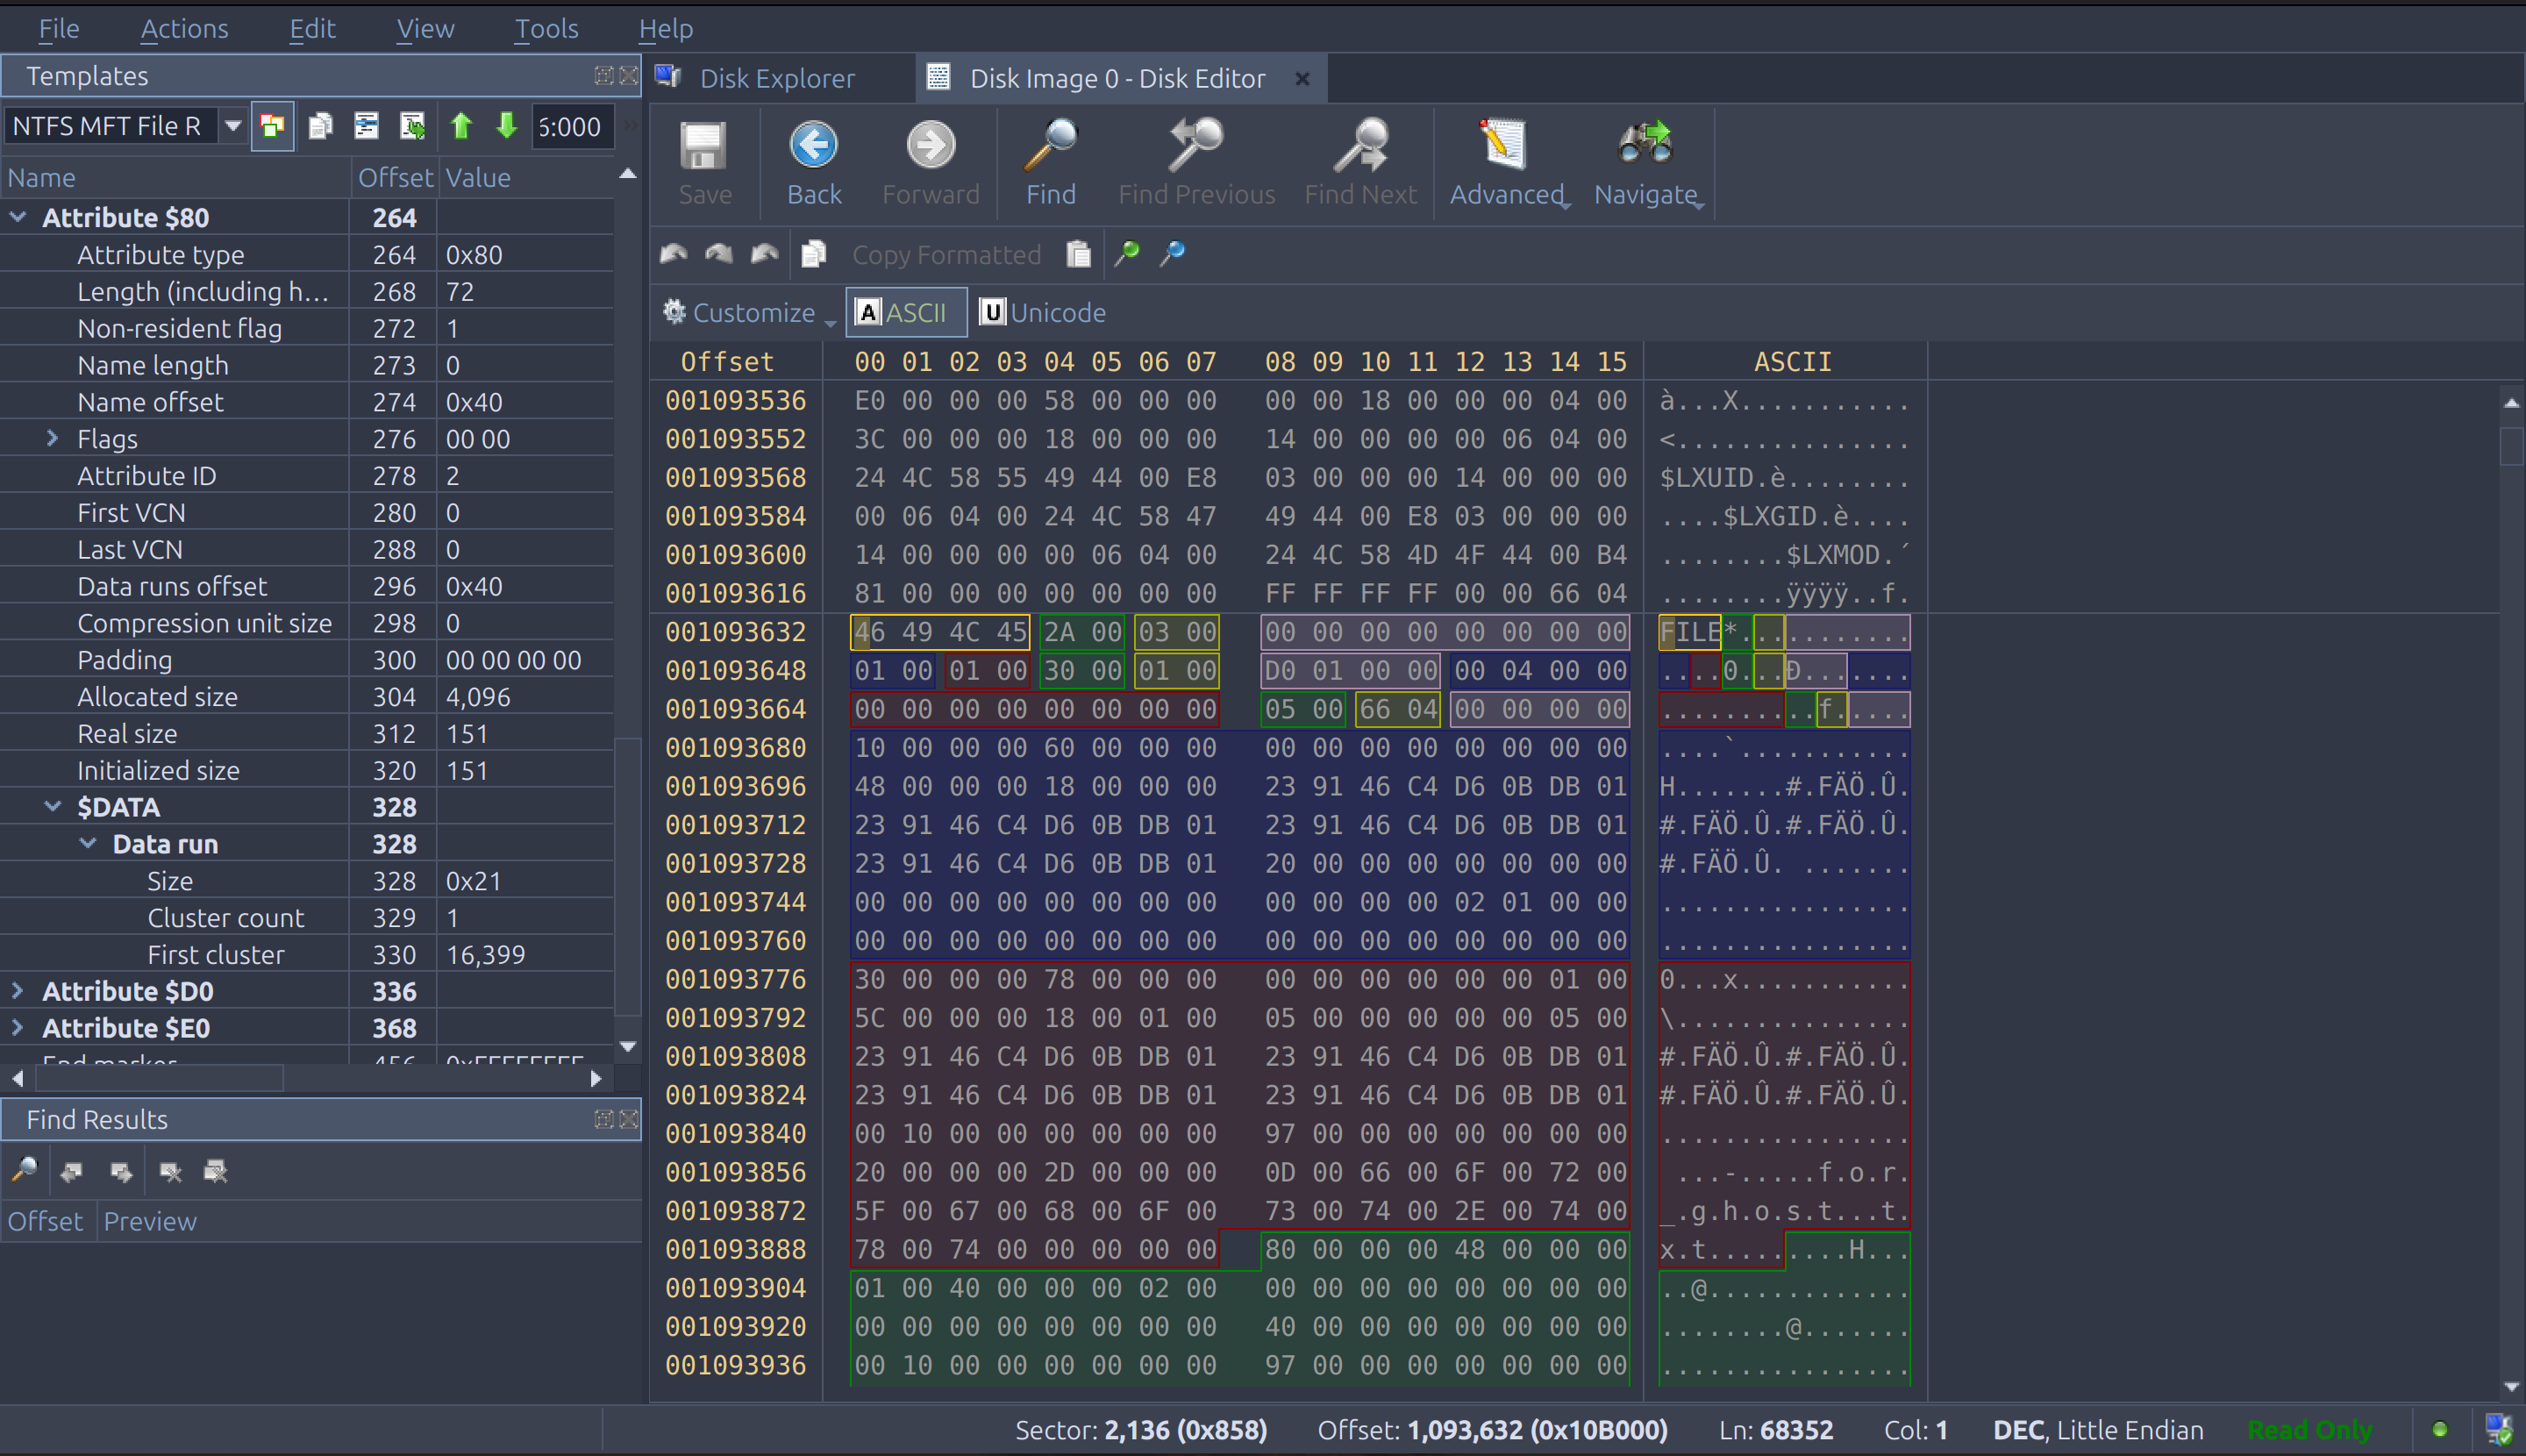 File Actions Edit View Tools Help
Templates
NTFS MFT File R
5:000
Name Offset Value
Attribute $80 264
Attribute type 264 0x80
Length (including h... 268 72
Non-resident flag 272 1
Name length 273 0
Name offset 274 0x40
Flags 276 00 00
Attribute ID 278 2
First VCN 280 0
Last VCN 288 0
Data runs offset 296 0x40
Compression unit size 298 0
Padding 300 00 00 00 00
Allocated size 304 4,096
Real size 312 151
Initialized size 320 151
$DATA 328
Data run 328
Size 328 0x21
Cluster count 329 1
First cluster 330 16,399
Attribute $D0 336
Attribute $E0 368
End marker 456 0xFFFFFFFF
Find Results
Offset Preview
Disk Explorer Disk Image 0 - Disk Editor
Save Back Forward Find Find Previous Find Next Advanced Navigate
Copy Formatted
Customize A ASCII U Unicode
Offset 00 01 02 03 04 05 06 07 08 09 10 11 12 13 14 15 ASCII
001093536 E0 00 00 00 58 00 00 00 00 00 18 00 00 00 04 00 à...X...........
001093552 3C 00 00 00 18 00 00 00 14 00 00 00 00 06 04 00 <...............
001093568 24 4C 58 55 49 44 00 E8 03 00 00 00 14 00 00 00 $LXUID.è........
001093584 00 06 04 00 24 4C 58 47 49 44 00 E8 03 00 00 00 ....$LXGID.è....
001093600 14 00 00 00 00 06 04 00 24 4C 58 4D 4F 44 00 B4 ........$LXMOD.´
001093616 81 00 00 00 00 00 00 00 FF FF FF FF 00 00 66 04 ........ÿÿÿÿ..f.
001093632 46 49 4C 45 2A 00 03 00 00 00 00 00 00 00 00 00 FILE*...........
001093648 01 00 01 00 30 00 01 00 D0 01 00 00 00 04 00 00 ....0...Ð.......
001093664 00 00 00 00 00 00 00 00 05 00 66 04 00 00 00 00 ..........f.....
001093680 10 00 00 00 60 00 00 00 00 00 00 00 00 00 00 00 ....`...........
001093696 48 00 00 00 18 00 00 00 23 91 46 C4 D6 0B DB 01 H.......#.FÄÖ.Û.
001093712 23 91 46 C4 D6 0B DB 01 23 91 46 C4 D6 0B DB 01 #.FÄÖ.Û.#.FÄÖ.Û.
001093728 23 91 46 C4 D6 0B DB 01 20 00 00 00 00 00 00 00 #.FÄÖ.Û. .......
001093744 00 00 00 00 00 00 00 00 00 00 00 00 02 01 00 00 ................
001093760 00 00 00 00 00 00 00 00 00 00 00 00 00 00 00 00 ................
001093776 30 00 00 00 78 00 00 00 00 00 00 00 00 00 01 00 0...x...........
001093792 5C 00 00 00 18 00 01 00 05 00 00 00 00 00 05 00 \...............
001093808 23 91 46 C4 D6 0B DB 01 23 91 46 C4 D6 0B DB 01 #.FÄÖ.Û.#.FÄÖ.Û.
001093824 23 91 46 C4 D6 0B DB 01 23 91 46 C4 D6 0B DB 01 #.FÄÖ.Û.#.FÄÖ.Û.
001093840 00 10 00 00 00 00 00 00 97 00 00 00 00 00 00 00 ................
001093856 20 00 00 00 2D 00 00 00 0D 00 66 00 6F 00 72 00 ...-.....f.o.r.
001093872 5F 00 67 00 68 00 6F 00 73 00 74 00 2E 00 74 00 _.g.h.o.s.t...t.
001093888 78 00 74 00 00 00 00 00 80 00 00 00 48 00 00 00 x.t.........H...
001093904 01 00 40 00 00 00 02 00 00 00 00 00 00 00 00 00 ..@.............
001093920 00 00 00 00 00 00 00 00 40 00 00 00 00 00 00 00 ........@.......
001093936 00 10 00 00 00 00 00 00 97 00 00 00 00 00 00 00 ................
Sector: 2,136 (0x858) Offset: 1,093,632 (0x10B000) Ln: 68352 Col: 1 DEC, Little Endian Read Only